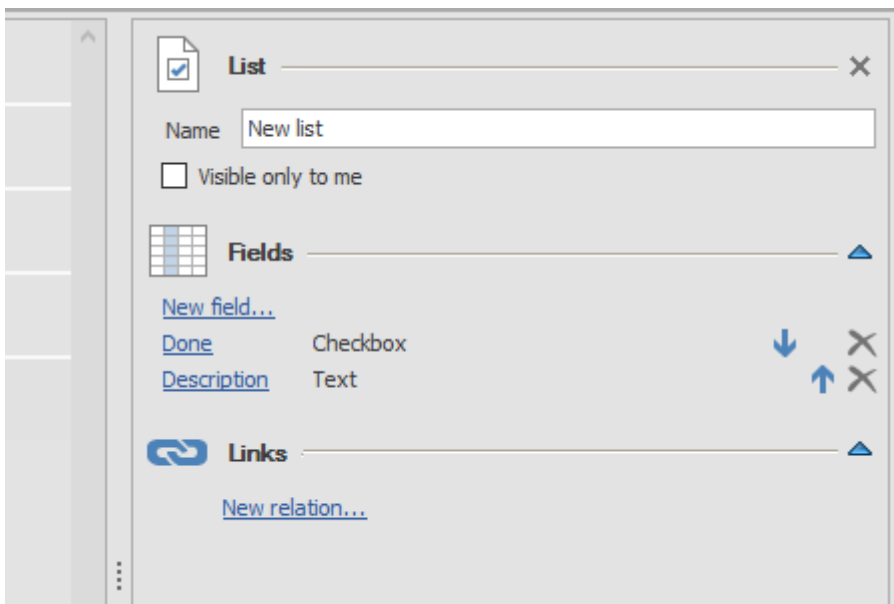 List
Name New list
Visible only to me
Fields
New field...
Done Checkbox
Description Text
Links
New relation...